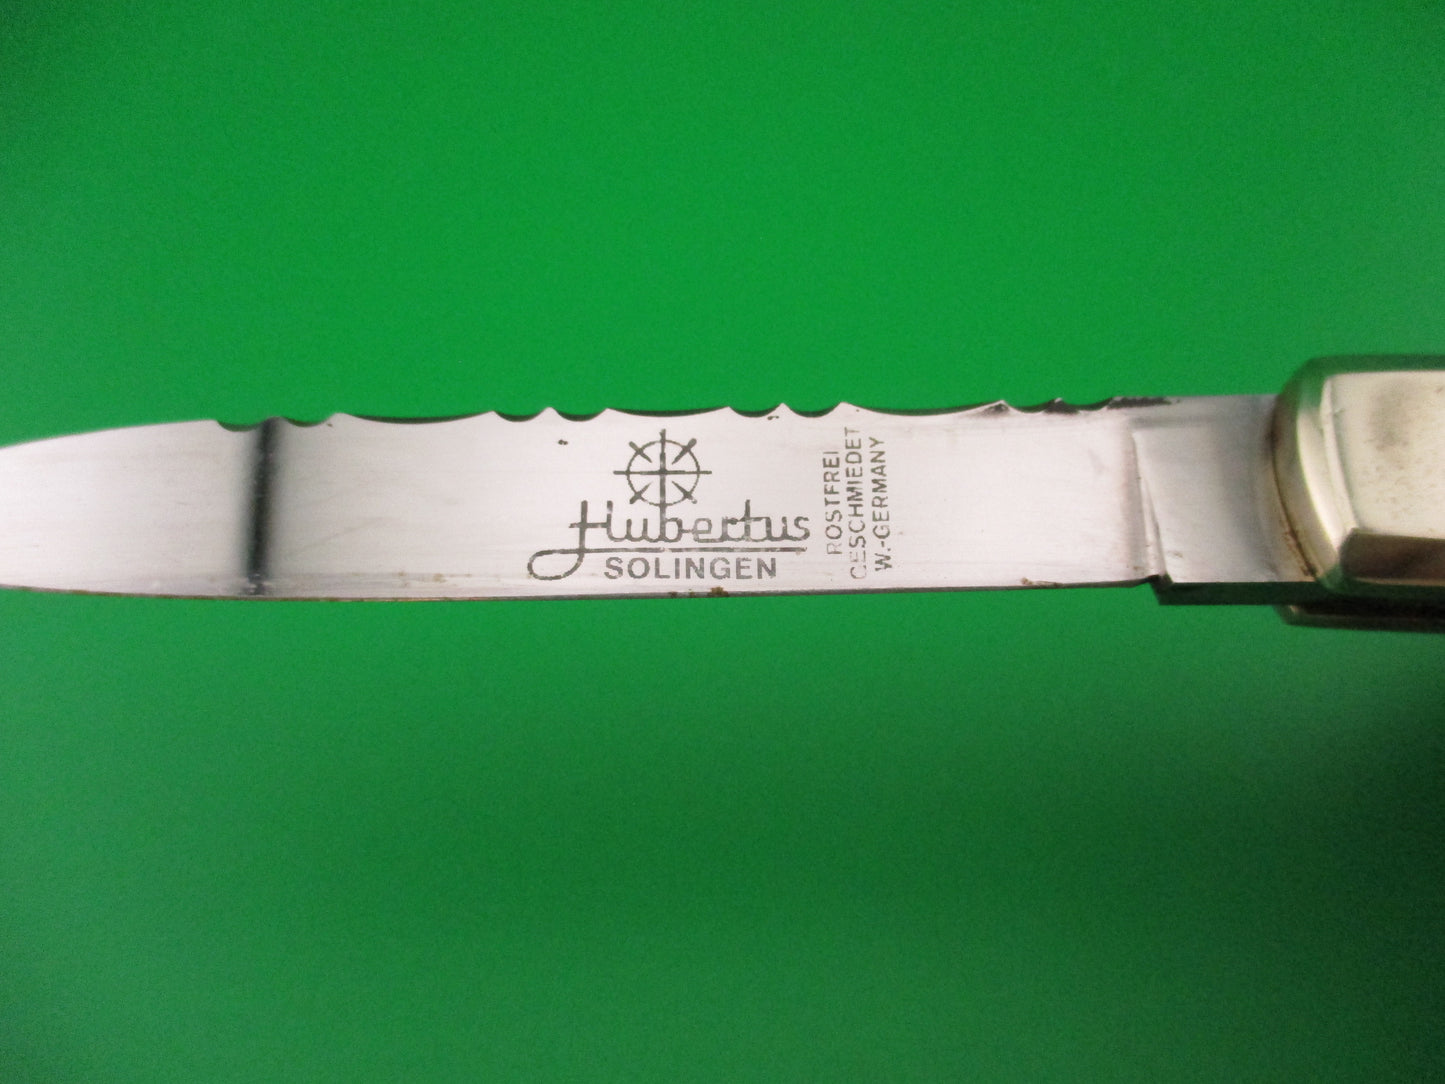 Hubertus
SOLINGEN
ROSTFREI
GESCHMIEDET
W.-GERMANY